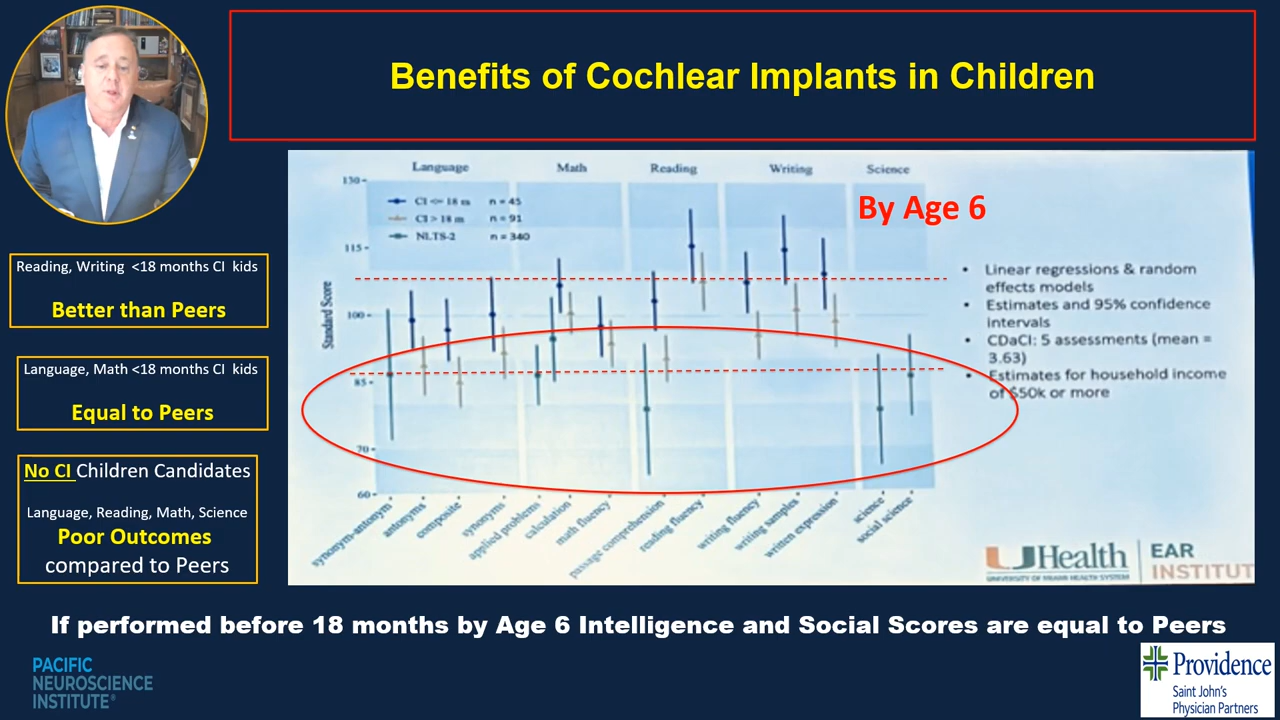 Benefits of Cochlear Implants in Children
Reading, Writing <18 months CI kids
Better than Peers
Language, Math <18 months CI kids
Equal to Peers
No CI Children Candidates
Language, Reading, Math, Science
Poor Outcomes
compared to Peers
Language Math Reading Writing Science
By Age 6
CI <= 18 m n = 45
CI > 18 m n = 91
NLTS-2 n = 340
Standard Score
130
115
100
85
70
60
synonym-antonym
antonyms
composite
synonyms
applied problems
calculation
math fluency
passage comprehension
reading fluency
writing fluency
writing samples
written expression
science
social science
• Linear regressions & random
effects models
• Estimates and 95% confidence
intervals
• CDaCI: 5 assessments (mean =
3.63)
• Estimates for household income
of $50k or more
UHealth
UNIVERSITY OF MIAMI HEALTH SYSTEM
EAR
INSTITUT
If performed before 18 months by Age 6 Intelligence and Social Scores are equal to Peers
PACIFIC
NEUROSCIENCE
INSTITUTE®
Providence
Saint John's
Physician Partners